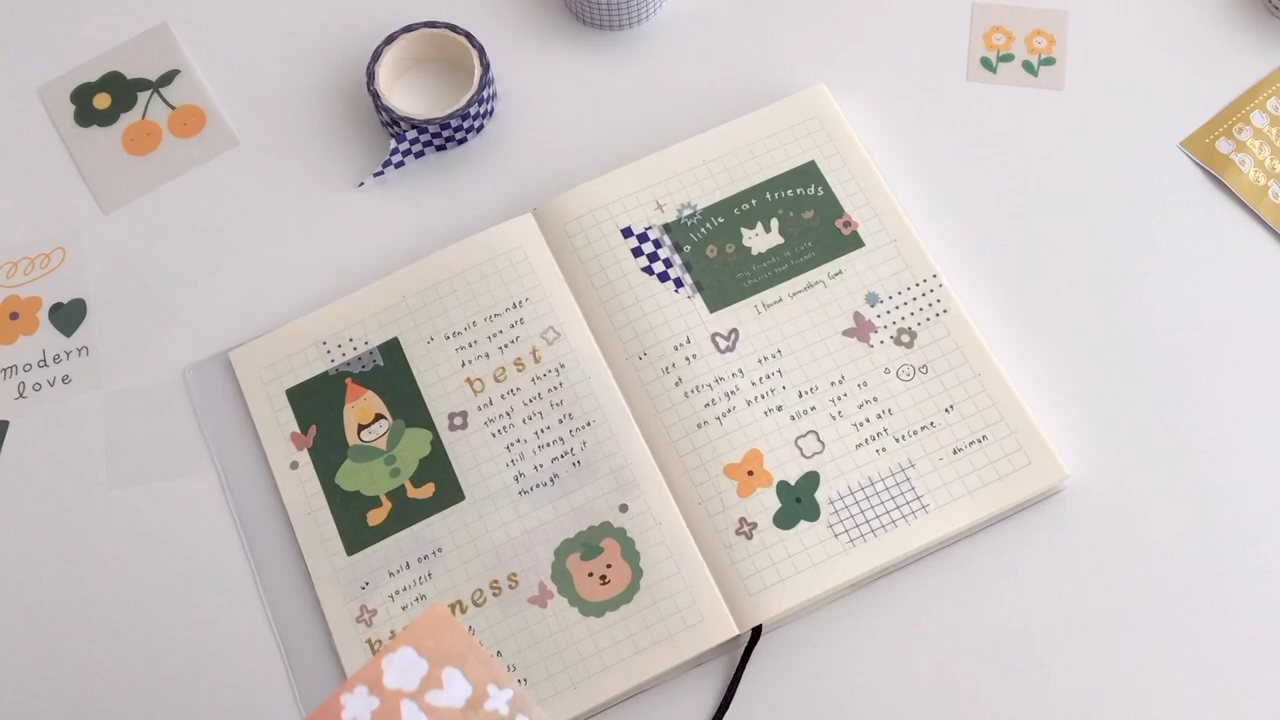 modern
love
" Gentle reminder
that you are
doing your
best
and even though
things have not
been easy for
you, you are
still strong enou-
gh to make it
through . "
" hold onto
yourself
with
ness
a little cat friends
my friends is cute
cherish that friends
I found something Good.
" ... and
let go
of
everything that
weighs heavy
on your heart,
that does not
allow you to
be who
you are
meant
to become. "
- dhiman